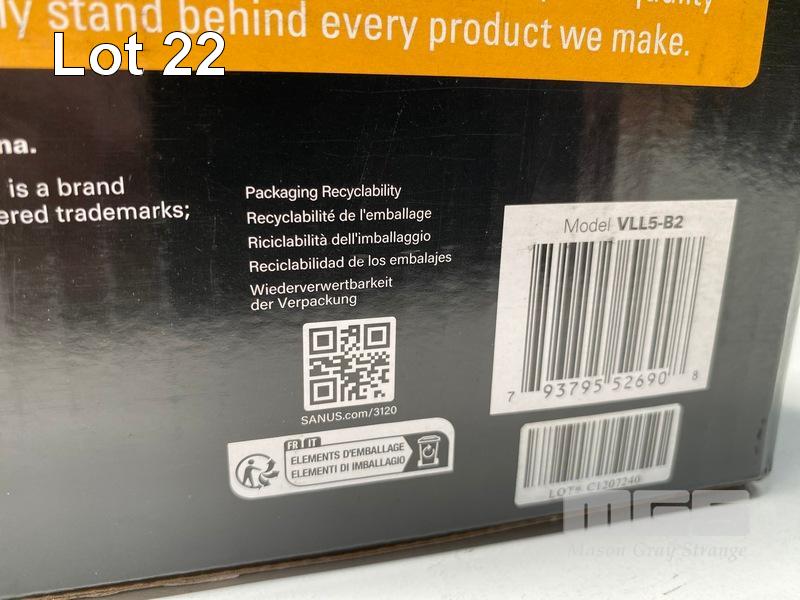 quality
ly stand behind every product we make.
Lot 22
na.
is a brand
ered trademarks;
Packaging Recyclability
Recyclabilité de l'emballage
Riciclabilità dell'imballaggio
Reciclabilidad de los embalajes
Wiederverwertbarkeit
der Verpackung
SANUS.com/3120
FR IT
ELEMENTS D'EMBALLAGE
ELEMENTI DI IMBALLAGIO
Model VLL5-B2
7 93795 52690 8
LOT#: C1207240
MGS
Mason Gray Strange